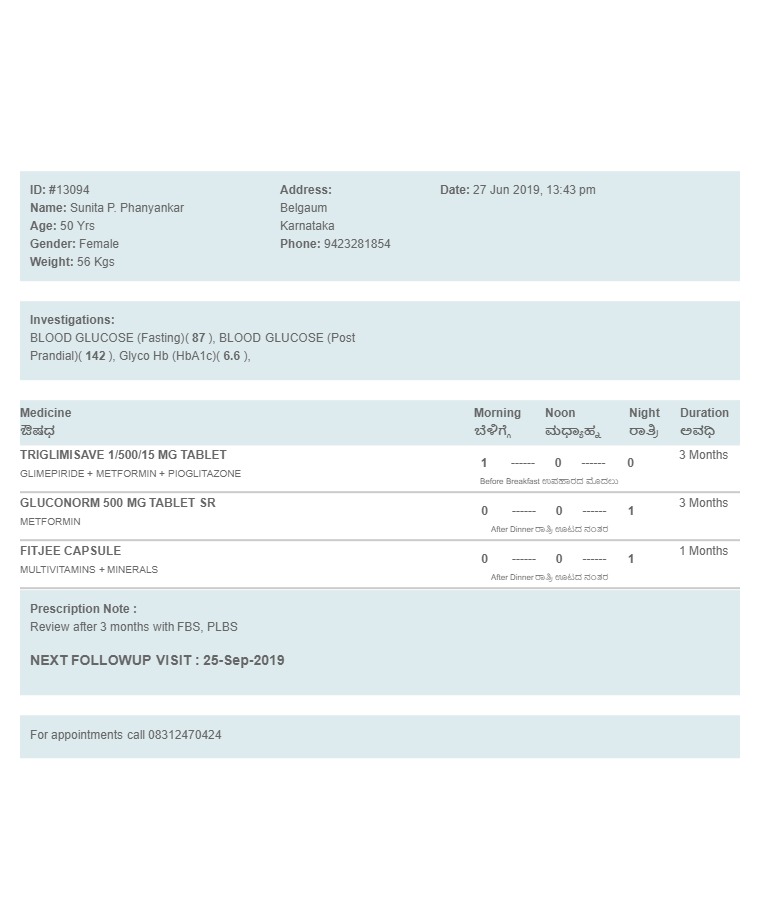 ID: #13094
Name: Sunita P. Phanyankar
Age: 50 Yrs
Gender: Female
Weight: 56 Kgs
Address:
Belgaum
Karnataka
Phone: 9423281854
Date: 27 Jun 2019, 13:43 pm
Investigations:
BLOOD GLUCOSE (Fasting)( 87 ), BLOOD GLUCOSE (Post
Prandial)( 142 ), Glyco Hb (HbA1c)( 6.6 ),
Medicine Morning Noon Night Duration
ಔಷಧ ಬೆಳಿಗ್ಗೆ ಮಧ್ಯಾಹ್ನ ರಾತ್ರಿ ಅವಧಿ
TRIGLIMISAVE 1/500/15 MG TABLET
GLIMEPIRIDE + METFORMIN + PIOGLITAZONE
1 ------ 0 ------ 0
Before Breakfast ಉಪಹಾರದ ಮೊದಲು
3 Months
GLUCONORM 500 MG TABLET SR
METFORMIN
0 ------ 0 ------ 1
After Dinner ರಾತ್ರಿ ಊಟದ ನಂತರ
3 Months
FITJEE CAPSULE
MULTIVITAMINS + MINERALS
0 ------ 0 ------ 1
After Dinner ರಾತ್ರಿ ಊಟದ ನಂತರ
1 Months
Prescription Note :
Review after 3 months with FBS, PLBS
NEXT FOLLOWUP VISIT : 25-Sep-2019
For appointments call 08312470424